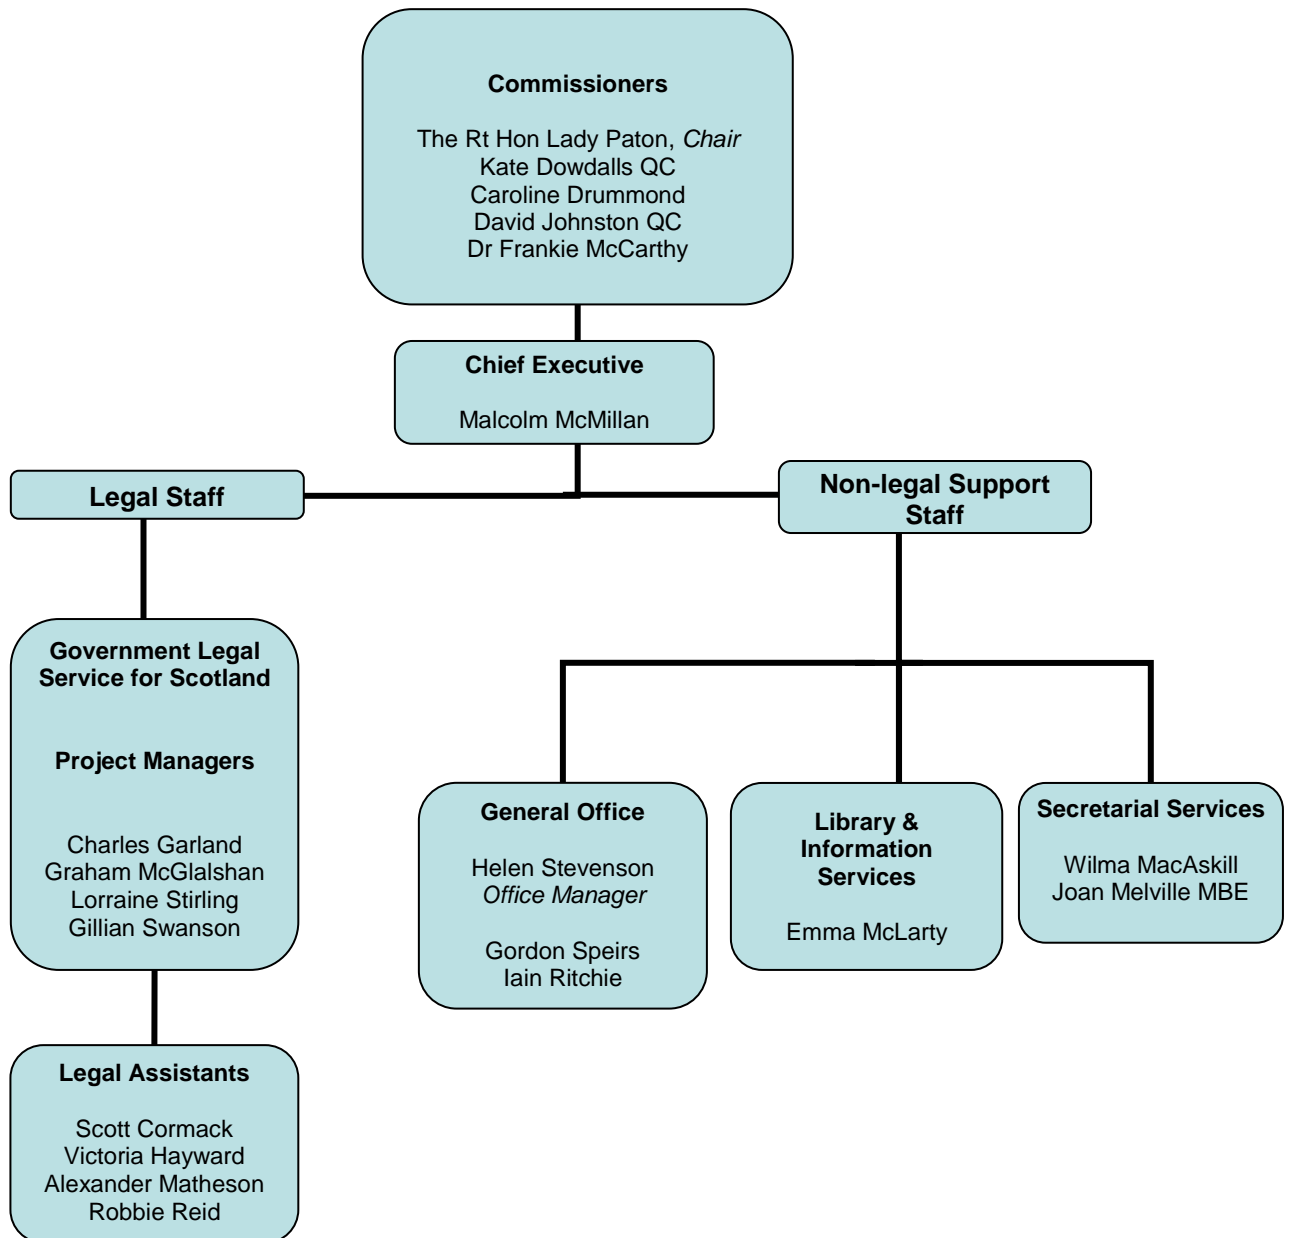 Commissioners
The Rt Hon Lady Paton, Chair
Kate Dowdalls QC
Caroline Drummond
David Johnston QC
Dr Frankie McCarthy
Chief Executive
Malcolm McMillan
Legal Staff
Non-legal Support
Staff
Government Legal
Service for Scotland
Project Managers
Charles Garland
Graham McGlalshan
Lorraine Stirling
Gillian Swanson
General Office
Helen Stevenson
Office Manager
Gordon Speirs
Iain Ritchie
Library &
Information
Services
Emma McLarty
Secretarial Services
Wilma MacAskill
Joan Melville MBE
Legal Assistants
Scott Cormack
Victoria Hayward
Alexander Matheson
Robbie Reid